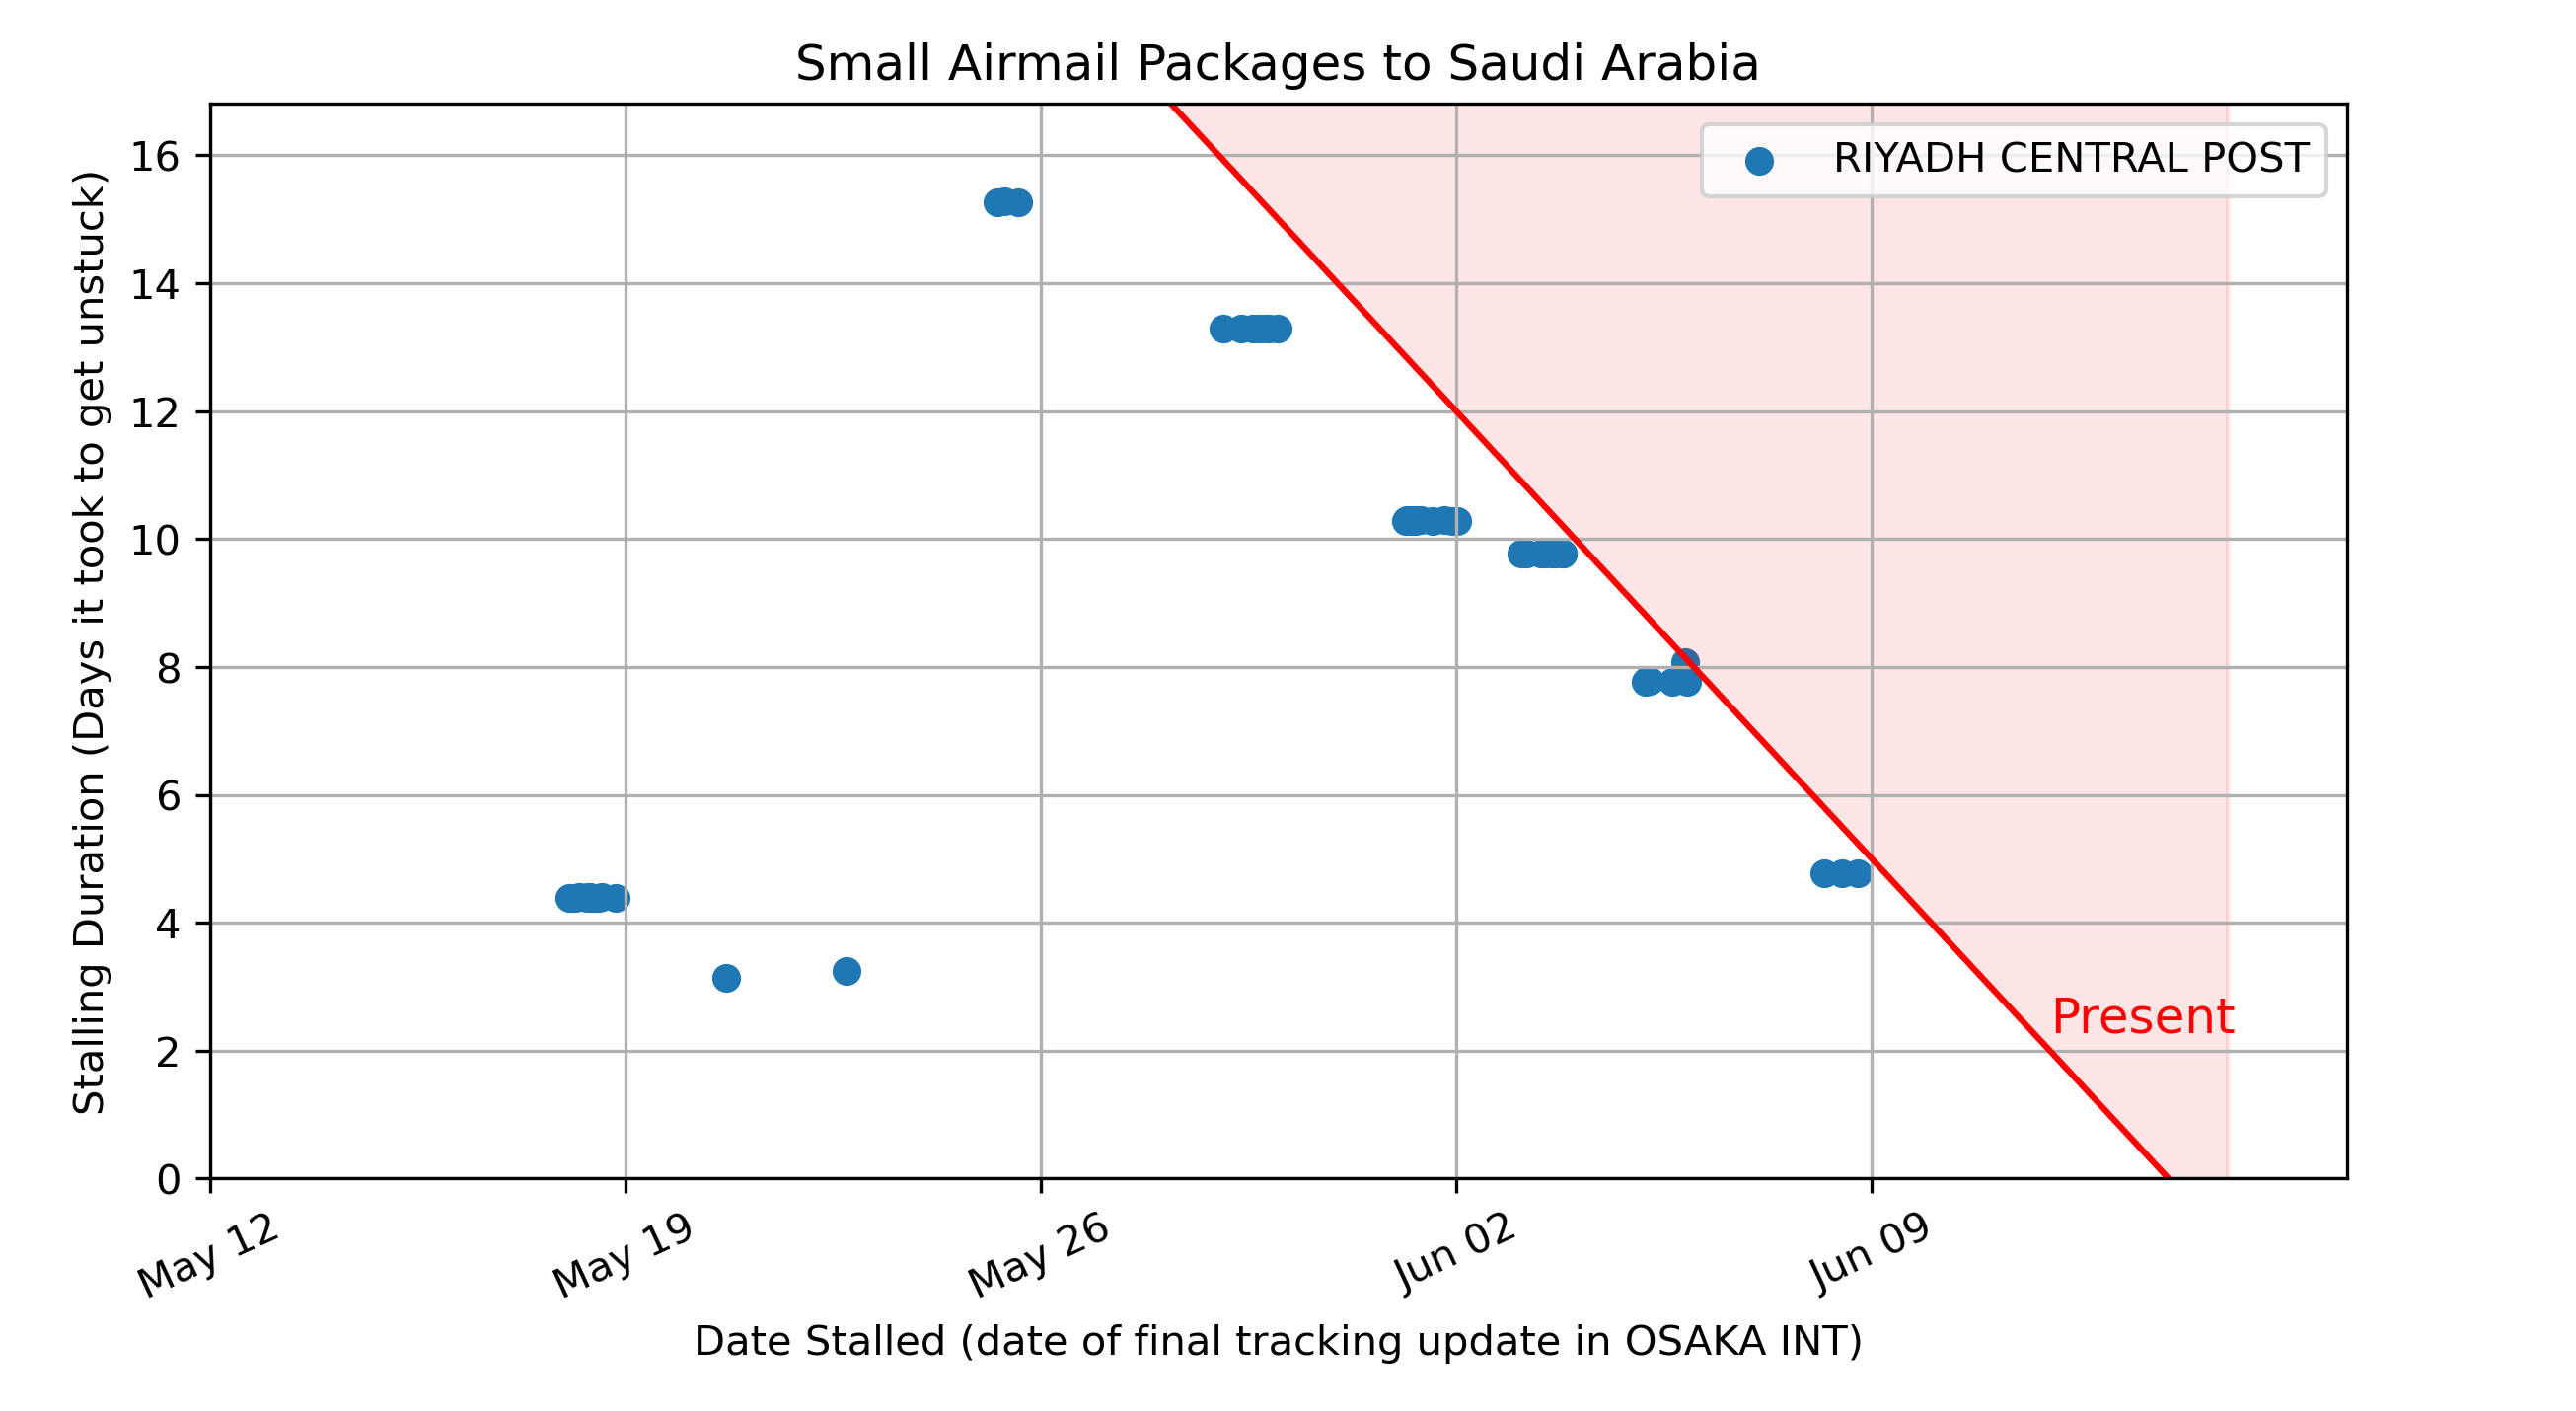 Small Airmail Packages to Saudi Arabia
RIYADH CENTRAL POST
Stalling Duration (Days it took to get unstuck)
16
14
12
10
8
6
4
2
0
Present
May 12
May 19
May 26
Jun 02
Jun 09
Date Stalled (date of final tracking update in OSAKA INT)